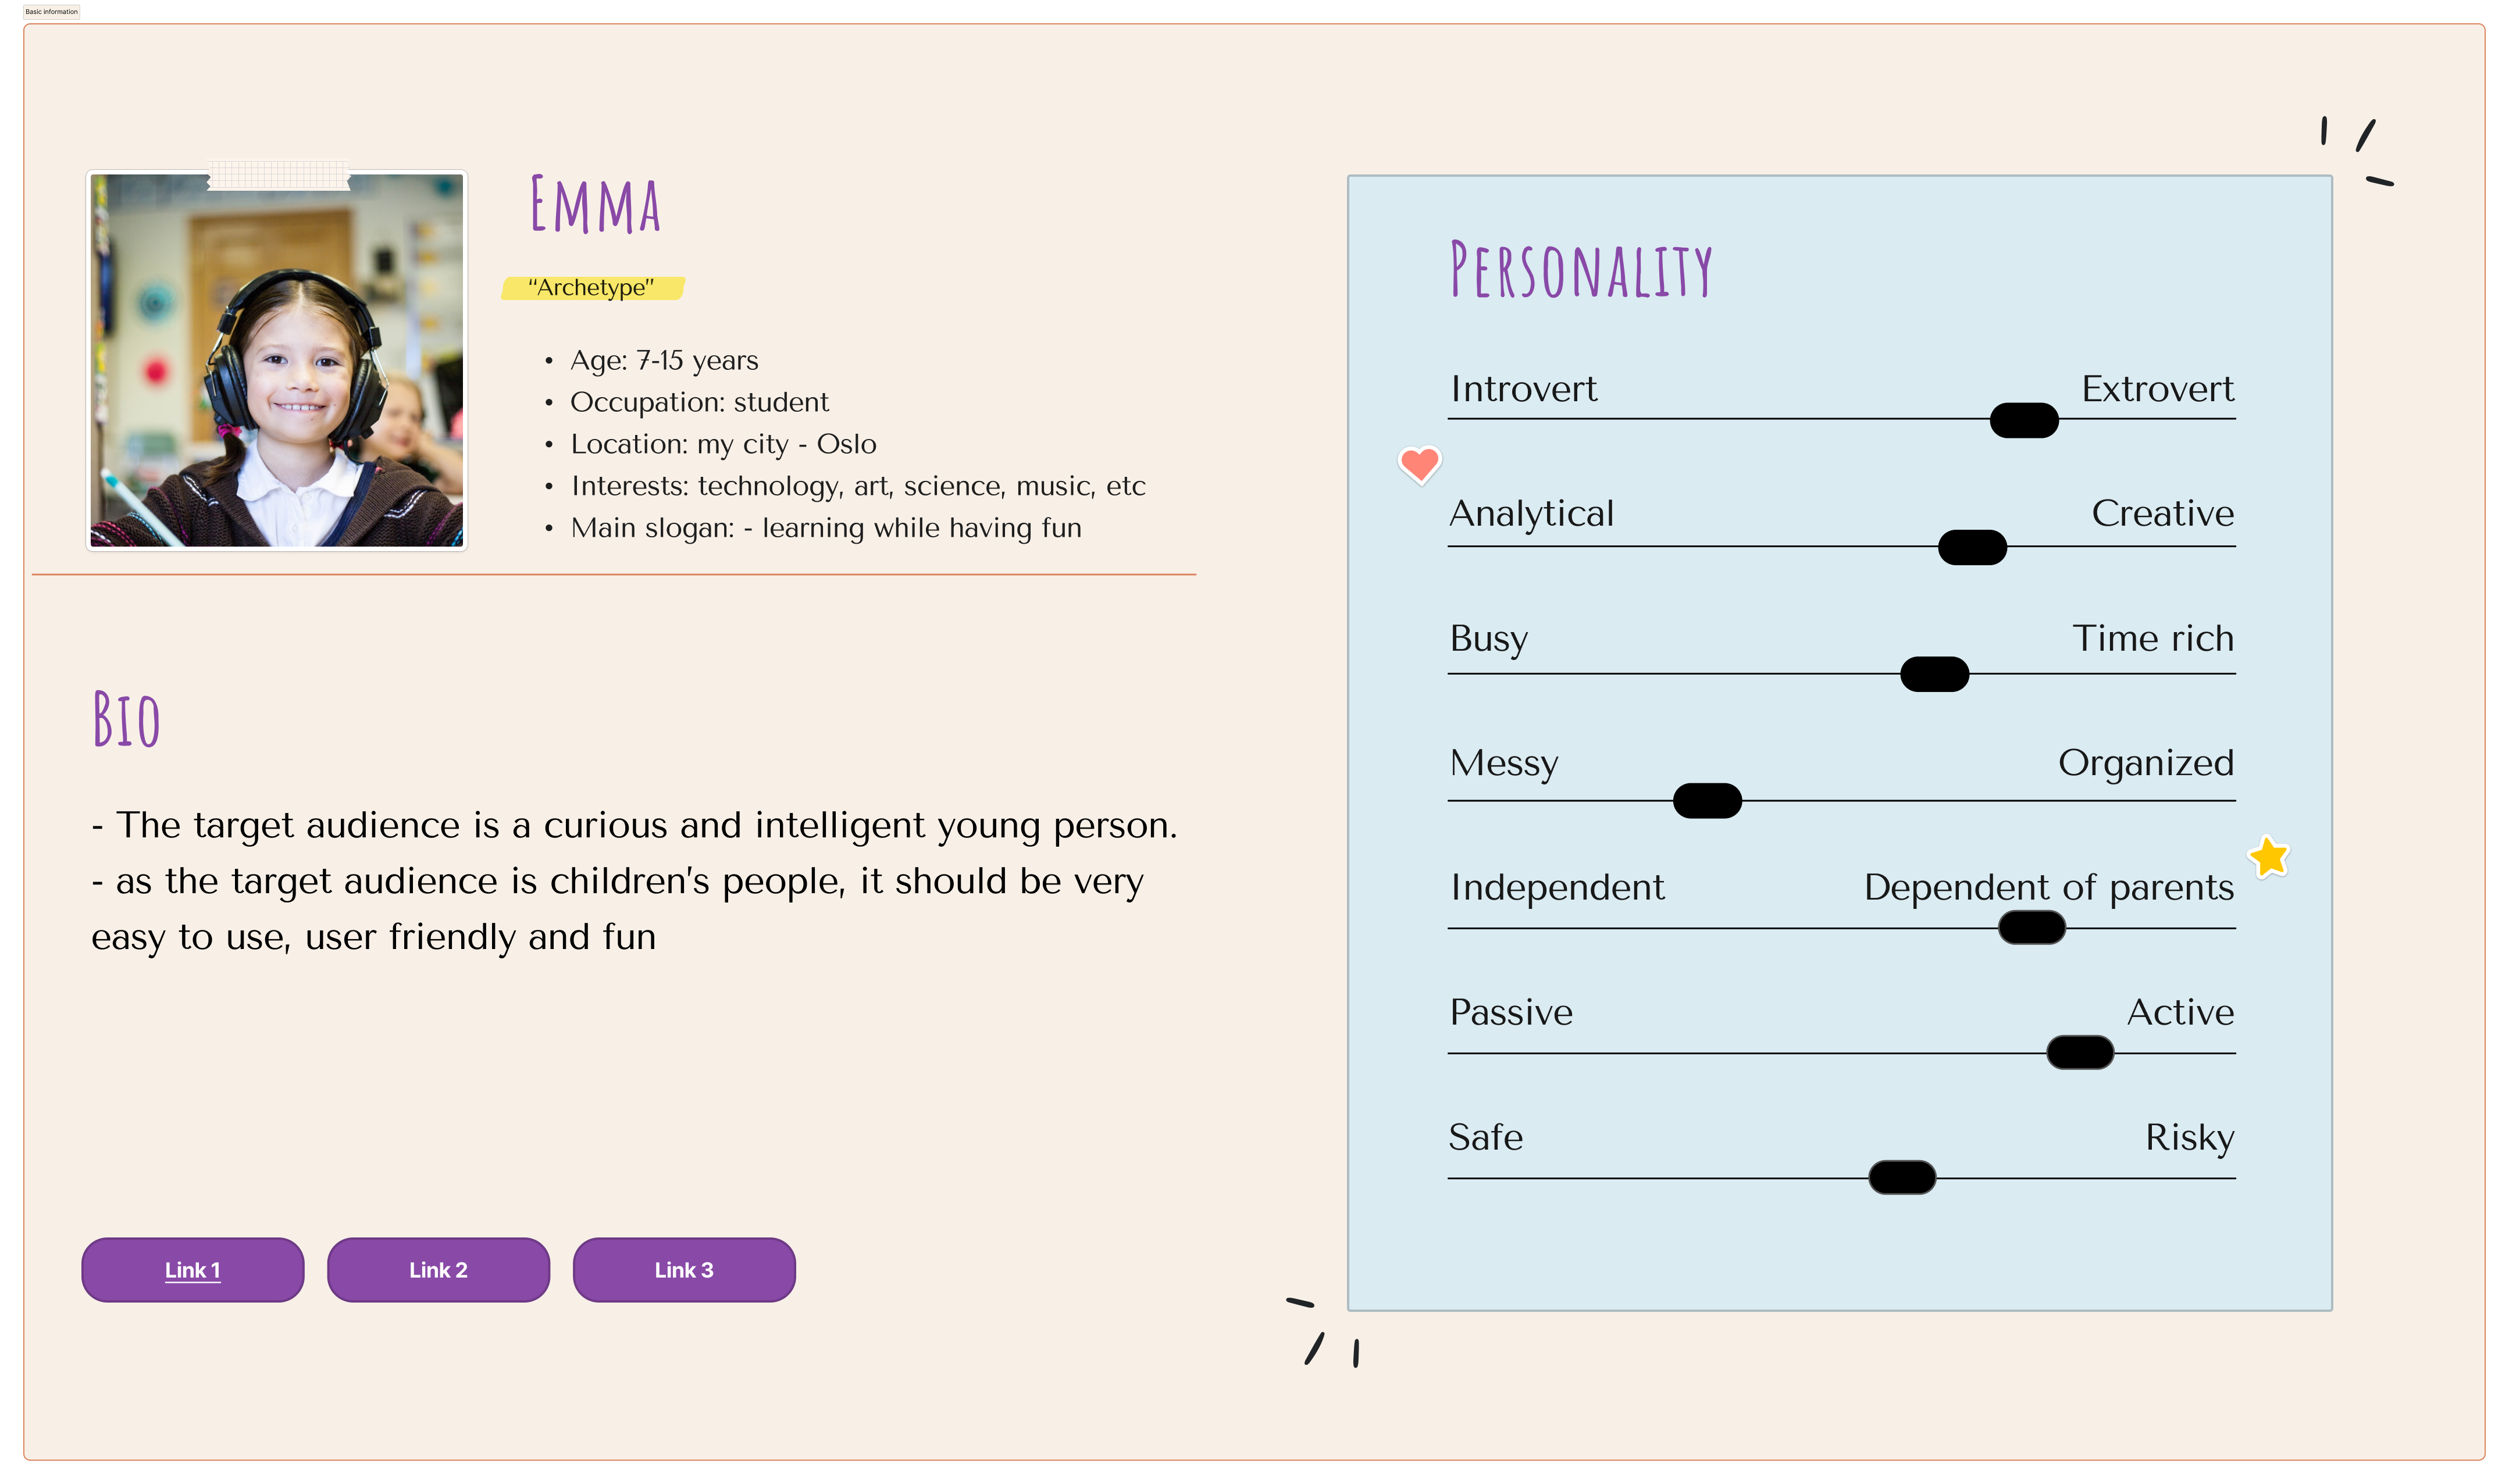 Basic information
Emma
“Archetype”
• Age: 7-15 years
• Occupation: student
• Location: my city - Oslo
• Interests: technology, art, science, music, etc
• Main slogan: - learning while having fun
Bio
- The target audience is a curious and intelligent young person.
- as the target audience is children’s people, it should be very
easy to use, user friendly and fun
Link 1
Link 2
Link 3
Personality
Introvert Extrovert
Analytical Creative
Busy Time rich
Messy Organized
Independent Dependent of parents
Passive Active
Safe Risky